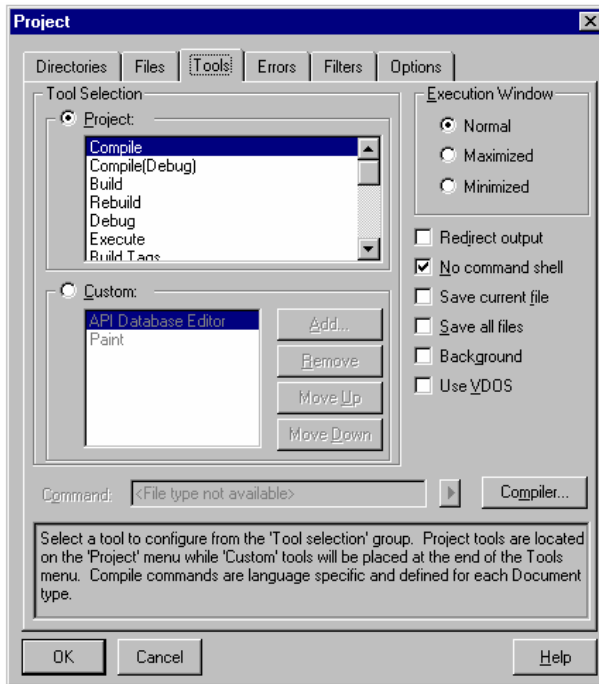 Project
Directories Files Tools Errors Filters Options
Tool Selection
Project:
Compile
Compile(Debug)
Build
Rebuild
Debug
Execute
Build Tags
Custom:
API Database Editor
Paint
Add...
Remove
Move Up
Move Down
Execution Window
Normal
Maximized
Minimized
Redirect output
No command shell
Save current file
Save all files
Background
Use VDOS
Command: <File type not available> Compiler...
Select a tool to configure from the 'Tool selection' group. Project tools are located
on the 'Project' menu while 'Custom' tools will be placed at the end of the Tools
menu. Compile commands are language specific and defined for each Document
type.
OK Cancel Help